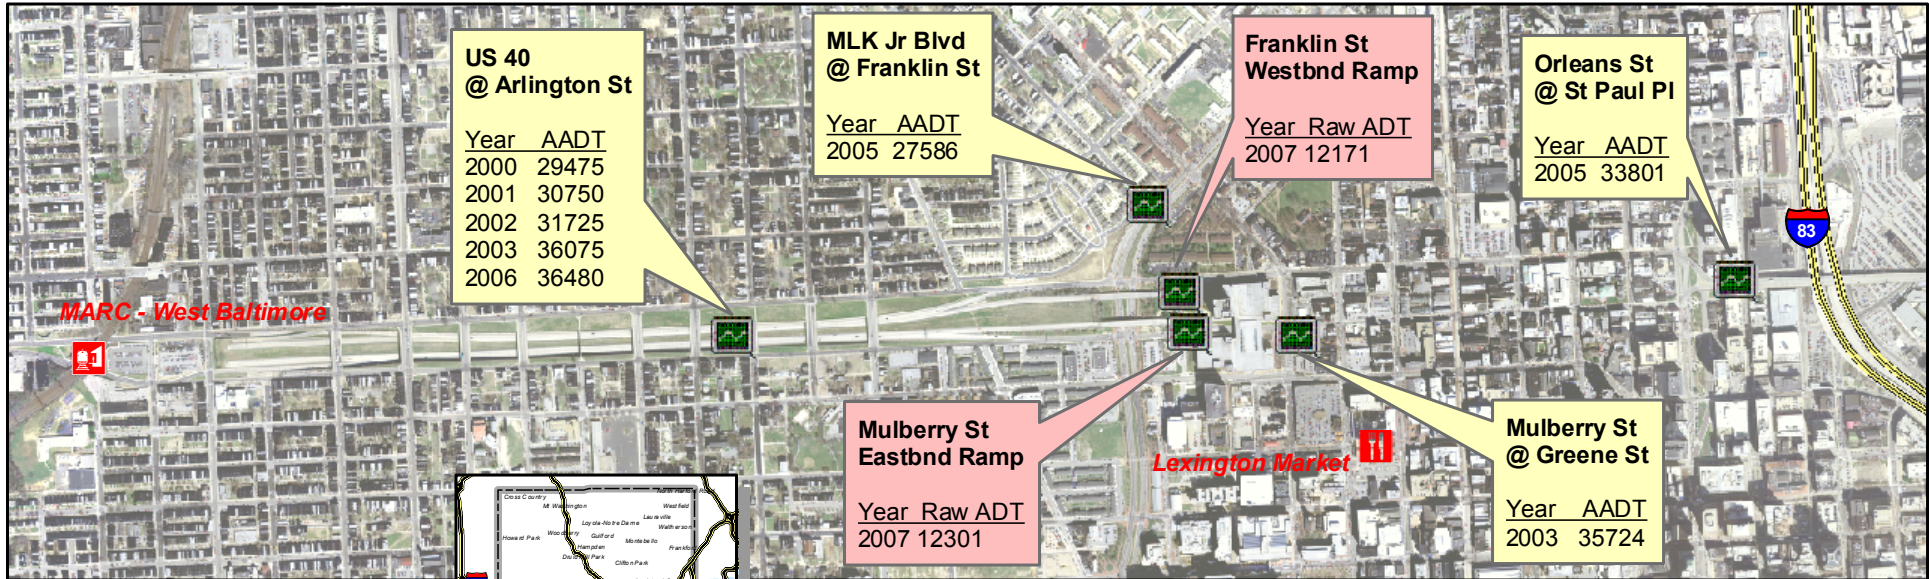 US 40
@ Arlington St
Year AADT
2000 29475
2001 30750
2002 31725
2003 36075
2006 36480
MLK Jr Blvd
@ Franklin St
Year AADT
2005 27586
Franklin St
Westbnd Ramp
Year Raw ADT
2007 12171
Orleans St
@ St Paul Pl
Year AADT
2005 33801
83
MARC - West Baltimore
Mulberry St
Eastbnd Ramp
Year Raw ADT
2007 12301
Lexington Market
Mulberry St
@ Greene St
Year AADT
2003 35724
Cross Country
Mt Washington
Westfield
Lauraville
Loyola-Notre Dame
Waltherson
Howard Park
Woodberry
Guilford
Montebello
Hampden
Druid Hill Park
Clifton Park